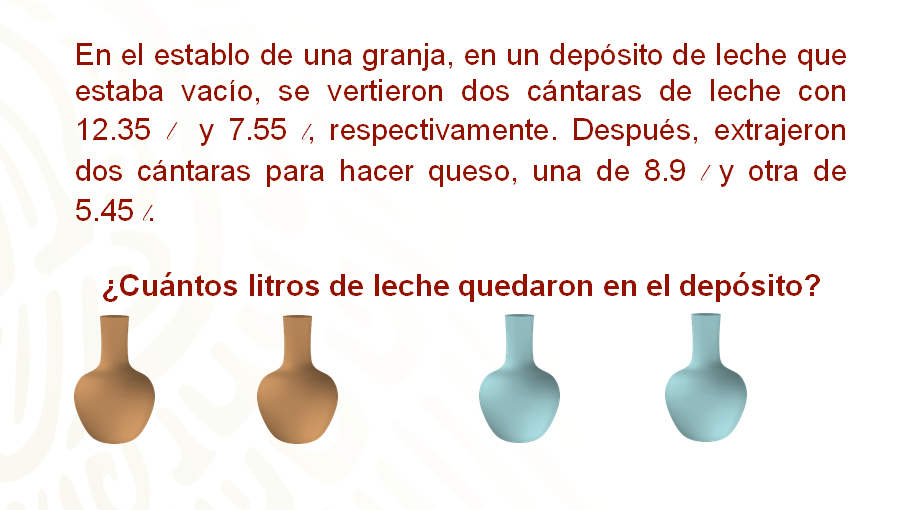 En el establo de una granja, en un depósito de leche que
estaba vacío, se vertieron dos cántaras de leche con
12.35 ℓ y 7.55 ℓ, respectivamente. Después, extrajeron
dos cántaras para hacer queso, una de 8.9 ℓ y otra de
5.45 ℓ.
¿Cuántos litros de leche quedaron en el depósito?